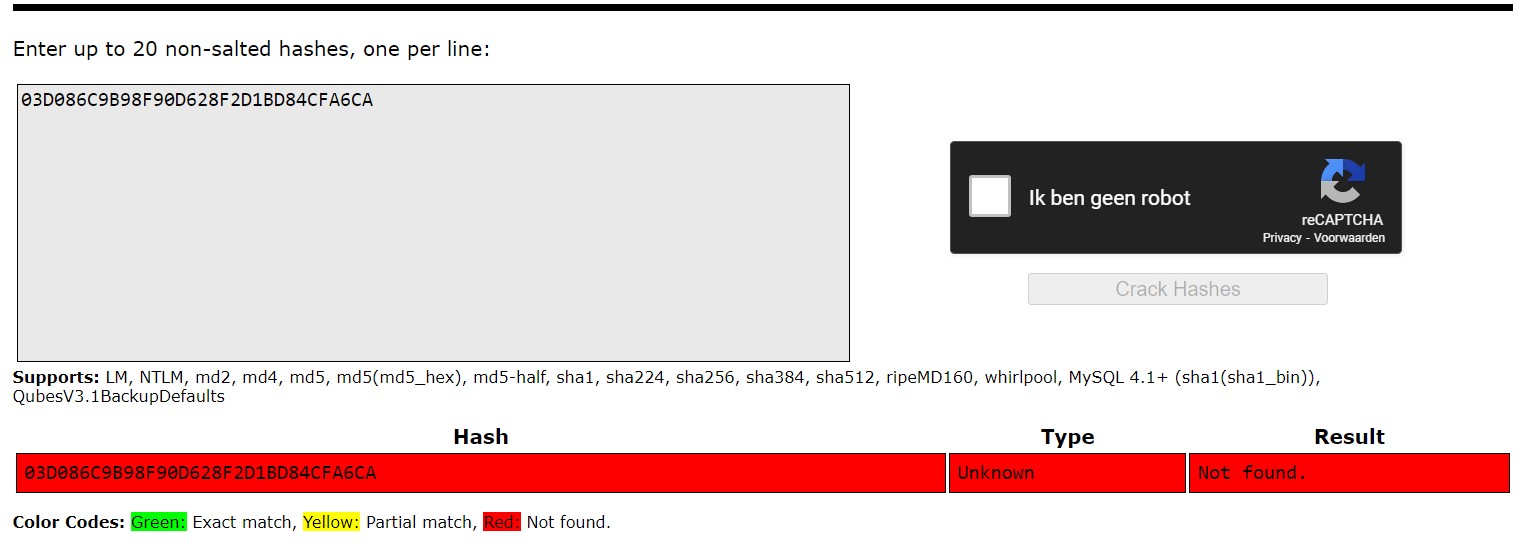 Enter up to 20 non-salted hashes, one per line:
03D086C9B98F90D628F2D1BD84CFA6CA
Ik ben geen robot
reCAPTCHA
Privacy - Voorwaarden
Crack Hashes
Supports: LM, NTLM, md2, md4, md5, md5(md5_hex), md5-half, sha1, sha224, sha256, sha384, sha512, ripeMD160, whirlpool, MySQL 4.1+ (sha1(sha1_bin)),
QubesV3.1BackupDefaults
Hash Type Result
03D086C9B98F90D628F2D1BD84CFA6CA Unknown Not found.
Color Codes: Green: Exact match, Yellow: Partial match, Red: Not found.